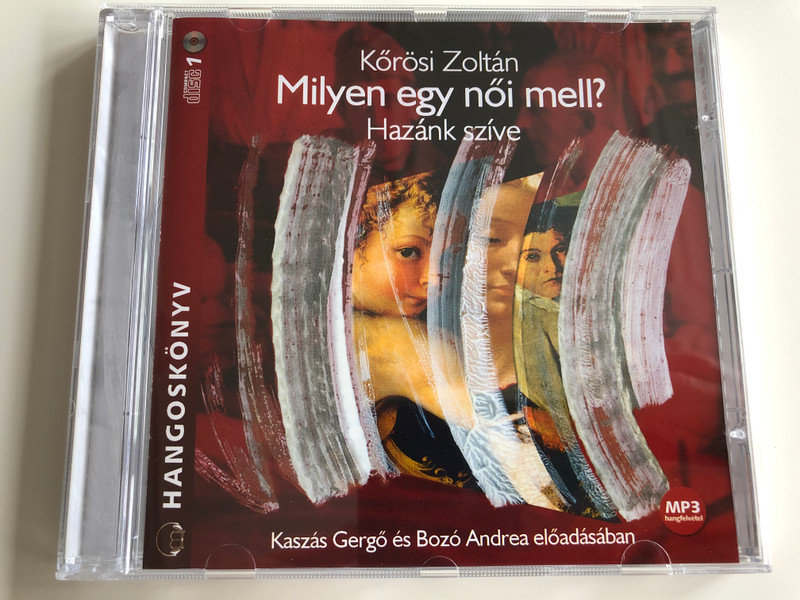 COMPACT
disc 1
Kőrösi Zoltán
Milyen egy női mell?
Hazánk szíve
HANGOSKÖNYV
MP3
hangfelvétel
Kaszás Gergő és Bozó Andrea előadásában